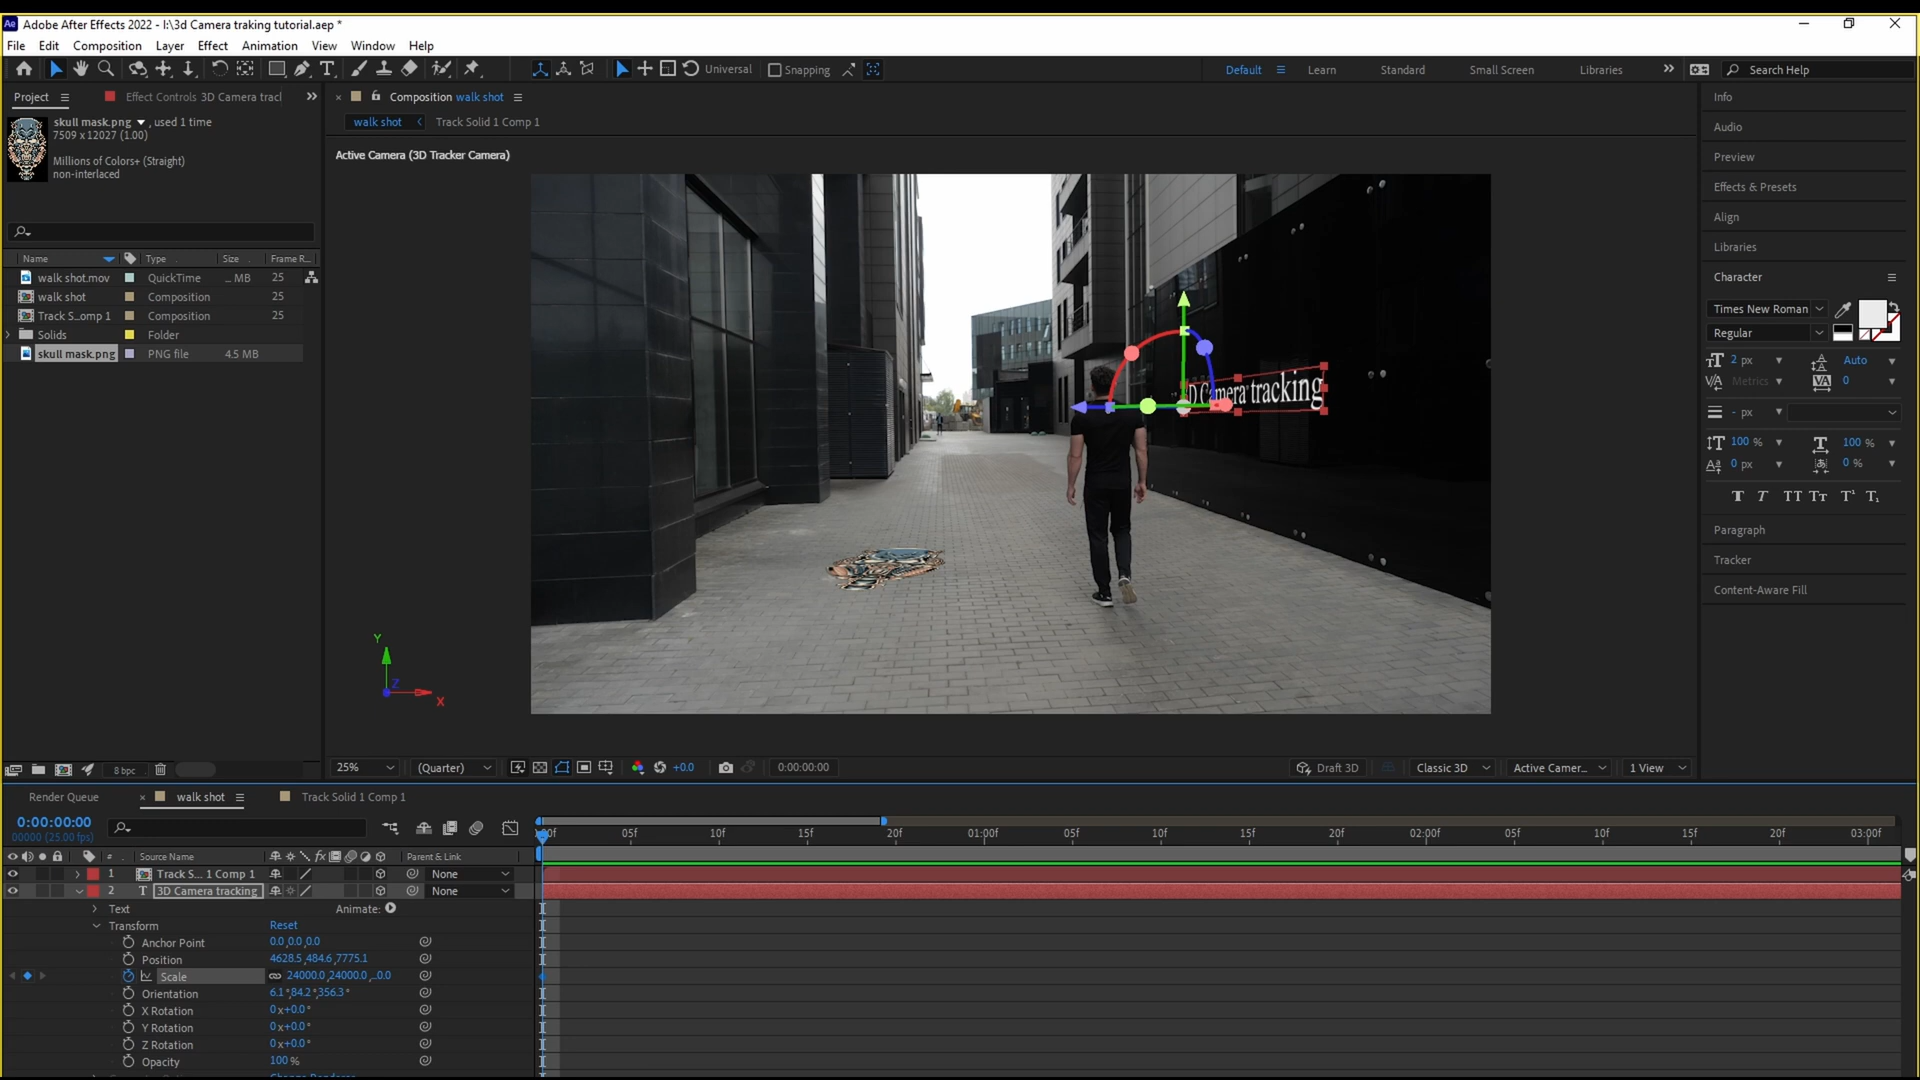 Adobe After Effects 2022 - I:\3d Camera traking tutorial.aep *
File Edit Composition Layer Effect Animation View Window Help
Universal Snapping Default Learn Standard Small Screen Libraries Search Help
Project Effect Controls 3D Camera tracl
Composition walk shot
skull mask.png , used 1 time
7509 x 12027 (1.00)
Millions of Colors+ (Straight)
non-interlaced
walk shot Track Solid 1 Comp 1
Active Camera (3D Tracker Camera)
Name Type Size Frame R...
walk shot.mov QuickTime ... MB 25
walk shot Composition 25
Track S...omp 1 Composition 25
Solids Folder
skull mask.png PNG file 4.5 MB
D Camera tracking
Y
Z
X
Info
Audio
Preview
Effects & Presets
Align
Libraries
Character
Times New Roman
Regular
2 px Auto
Metrics 0
- px
100 % 100 %
0 px 0 %
T T TT TT T¹ T₁
Paragraph
Tracker
Content-Aware Fill
8 bpc
25% (Quarter) +0.0 0:00:00:00 Draft 3D Classic 3D Active Camer... 1 View
Render Queue walk shot Track Solid 1 Comp 1
0:00:00:00
00000 (25.00 fps)
:00f 05f 10f 15f 20f 01:00f 05f 10f 15f 20f 02:00f 05f 10f 15f 20f 03:00f
# Source Name fx Parent & Link
1 Track S... 1 Comp 1 None
2 T 3D Camera tracking None
Text Animate:
Transform Reset
Anchor Point 0.0,0.0,0.0
Position 4628.5,484.6,7775.1
Scale 24000.0,24000.0,...0.0
Orientation 6.1°,84.2°,356.3°
X Rotation 0x+0.0°
Y Rotation 0x+0.0°
Z Rotation 0x+0.0°
Opacity 100%